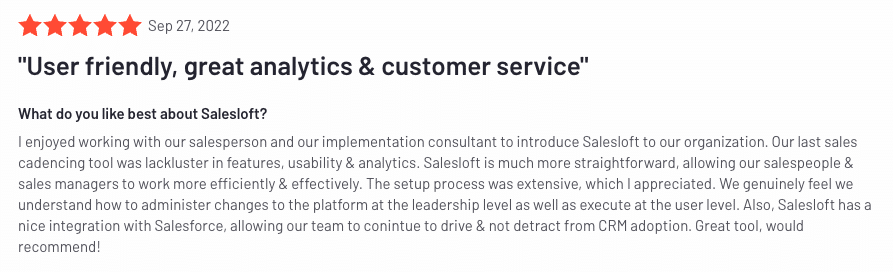 Sep 27, 2022
"User friendly, great analytics & customer service"
What do you like best about Salesloft?
I enjoyed working with our salesperson and our implementation consultant to introduce Salesloft to our organization. Our last sales
cadencing tool was lackluster in features, usability & analytics. Salesloft is much more straightforward, allowing our salespeople &
sales managers to work more efficiently & effectively. The setup process was extensive, which I appreciated. We genuinely feel we
understand how to administer changes to the platform at the leadership level as well as execute at the user level. Also, Salesloft has a
nice integration with Salesforce, allowing our team to conintue to drive & not detract from CRM adoption. Great tool, would
recommend!